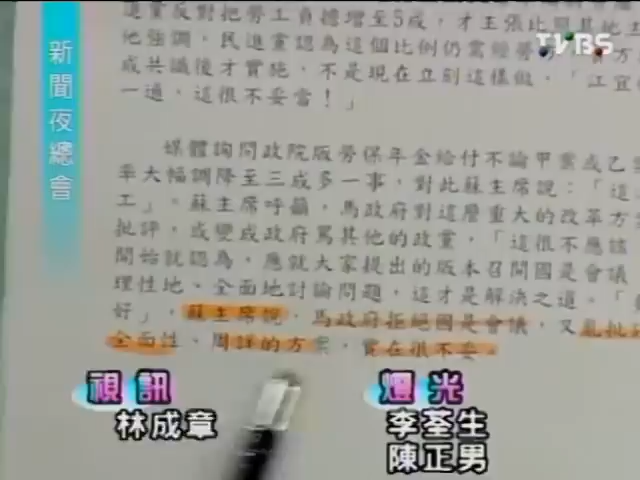 進黨反對把勞工負擔增至5成，才主張比照其他
他強調，民進黨認為這個比例仍需經勞
成共識後才實施，不是現在立刻這樣做，「江宜
一過，這很不妥當！」
TVBS
新聞夜總會
媒體詢問政院版勞保年金給付不論甲案或乙
率大幅調降至三成多一事，對此蘇主席說：「這
工」。蘇主席呼籲，馬政府對這麼重大的改革方
批評，或變成政府罵其他的政黨，「這很不應該
開始就認為，應就大家提出的版本召開國是會議
理性地、全面地討論問題，這才是解決之道。「
好」，蘇主席說，馬政府拒絕國是會議，又亂批
全面性、周詳的方案，實在很不妥。
視訊
林成章
燈光
李荃生
陳正男